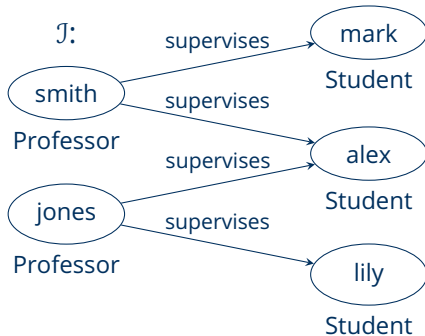 ℐ:
supervises
mark
Student
smith
Professor
supervises
alex
Student
supervises
jones
Professor
supervises
lily
Student